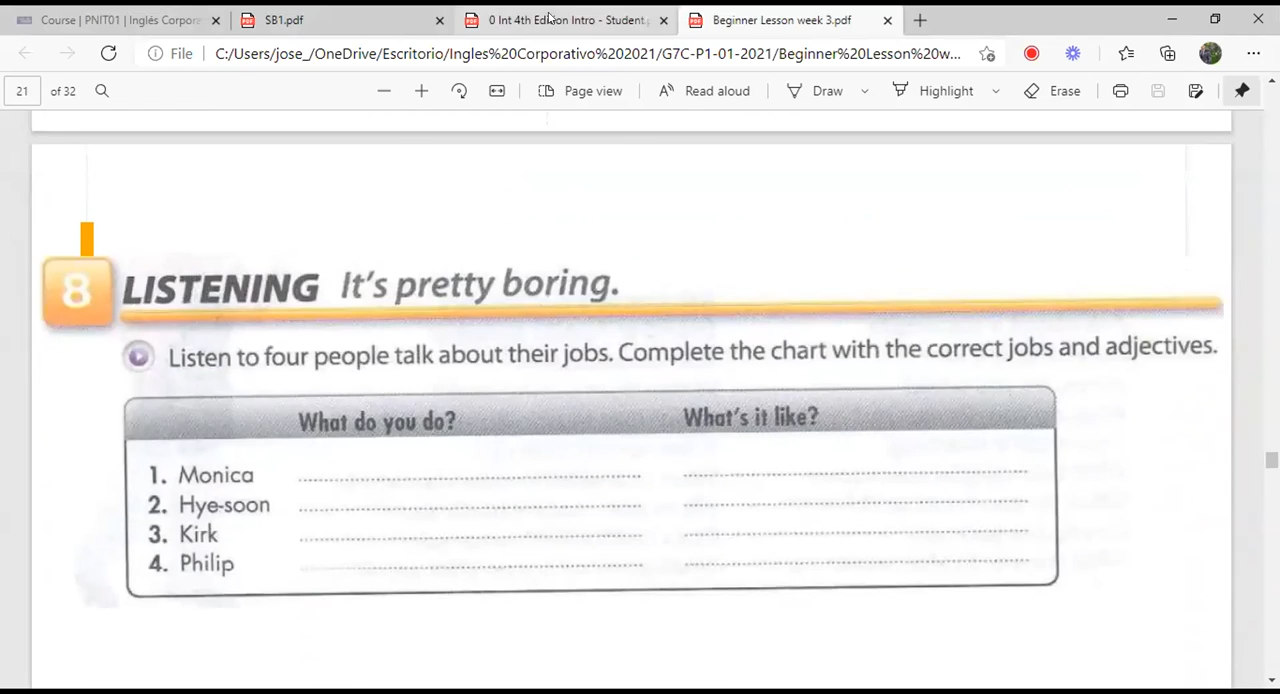 Course | PNIT01 | Inglés Corpora
SB1.pdf
0 Int 4th Edition Intro - Student.
Beginner Lesson week 3.pdf
File
C:/Users/jose_/OneDrive/Escritorio/Ingles%20Corporativo%202021/G7C-P1-01-2021/Beginner%20Lesson%20w...
21 of 32
Page view
Read aloud
Draw
Highlight
Erase
8 LISTENING It's pretty boring.
Listen to four people talk about their jobs. Complete the chart with the correct jobs and adjectives.
What do you do? What's it like?
1. Monica
2. Hye-soon
3. Kirk
4. Philip